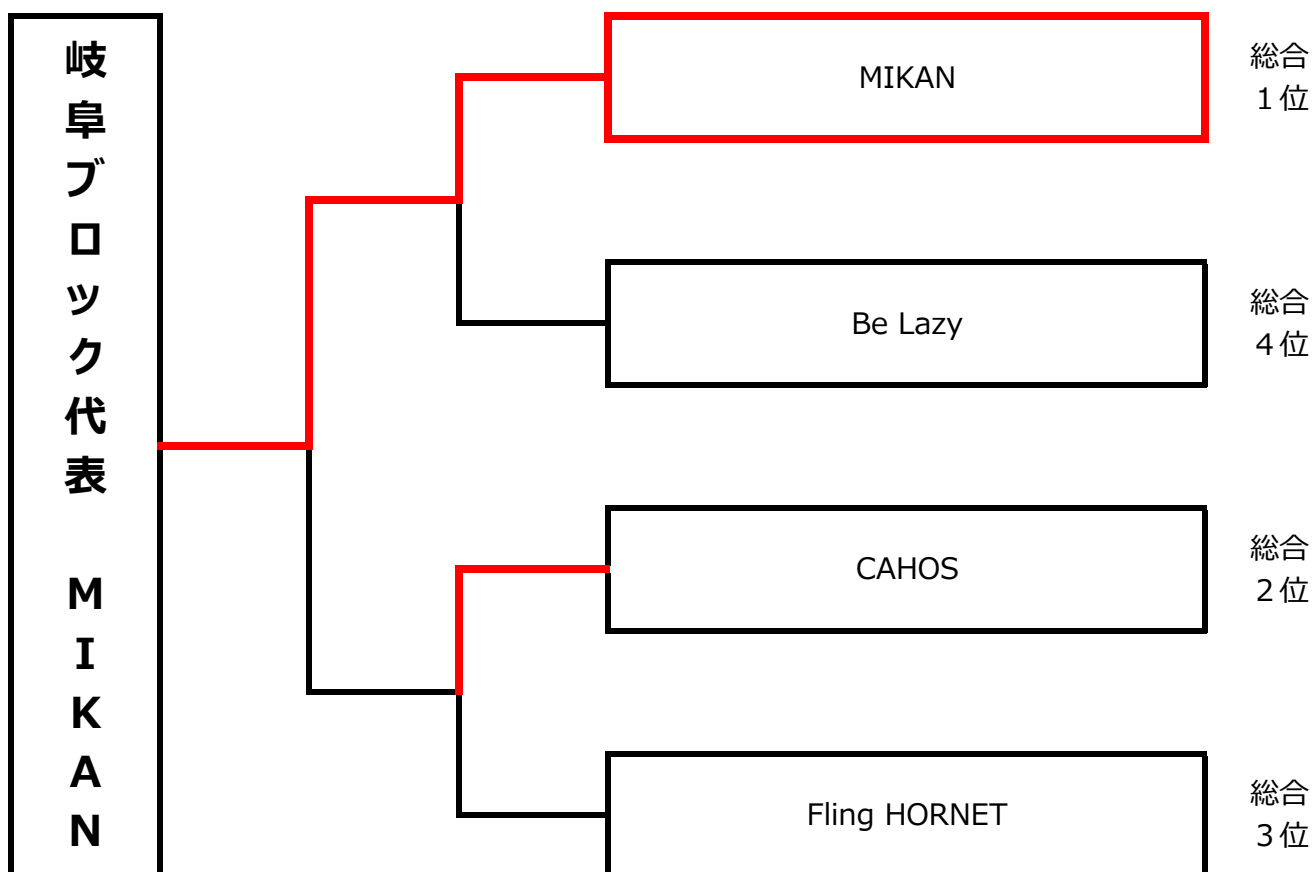 岐阜ブロック代表　MIKAN
MIKAN
総合
１位
Be Lazy
総合
４位
CAHOS
総合
２位
Fling HORNET
総合
３位